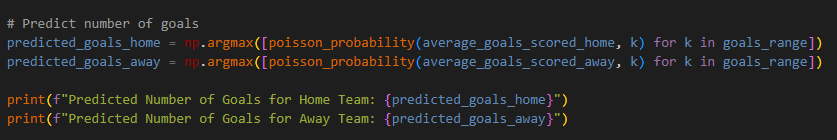 # Predict number of goals
predicted_goals_home = np.argmax([poisson_probability(average_goals_scored_home, k) for k in goals_range])
predicted_goals_away = np.argmax([poisson_probability(average_goals_scored_away, k) for k in goals_range])
print(f"Predicted Number of Goals for Home Team: {predicted_goals_home}")
print(f"Predicted Number of Goals for Away Team: {predicted_goals_away}")